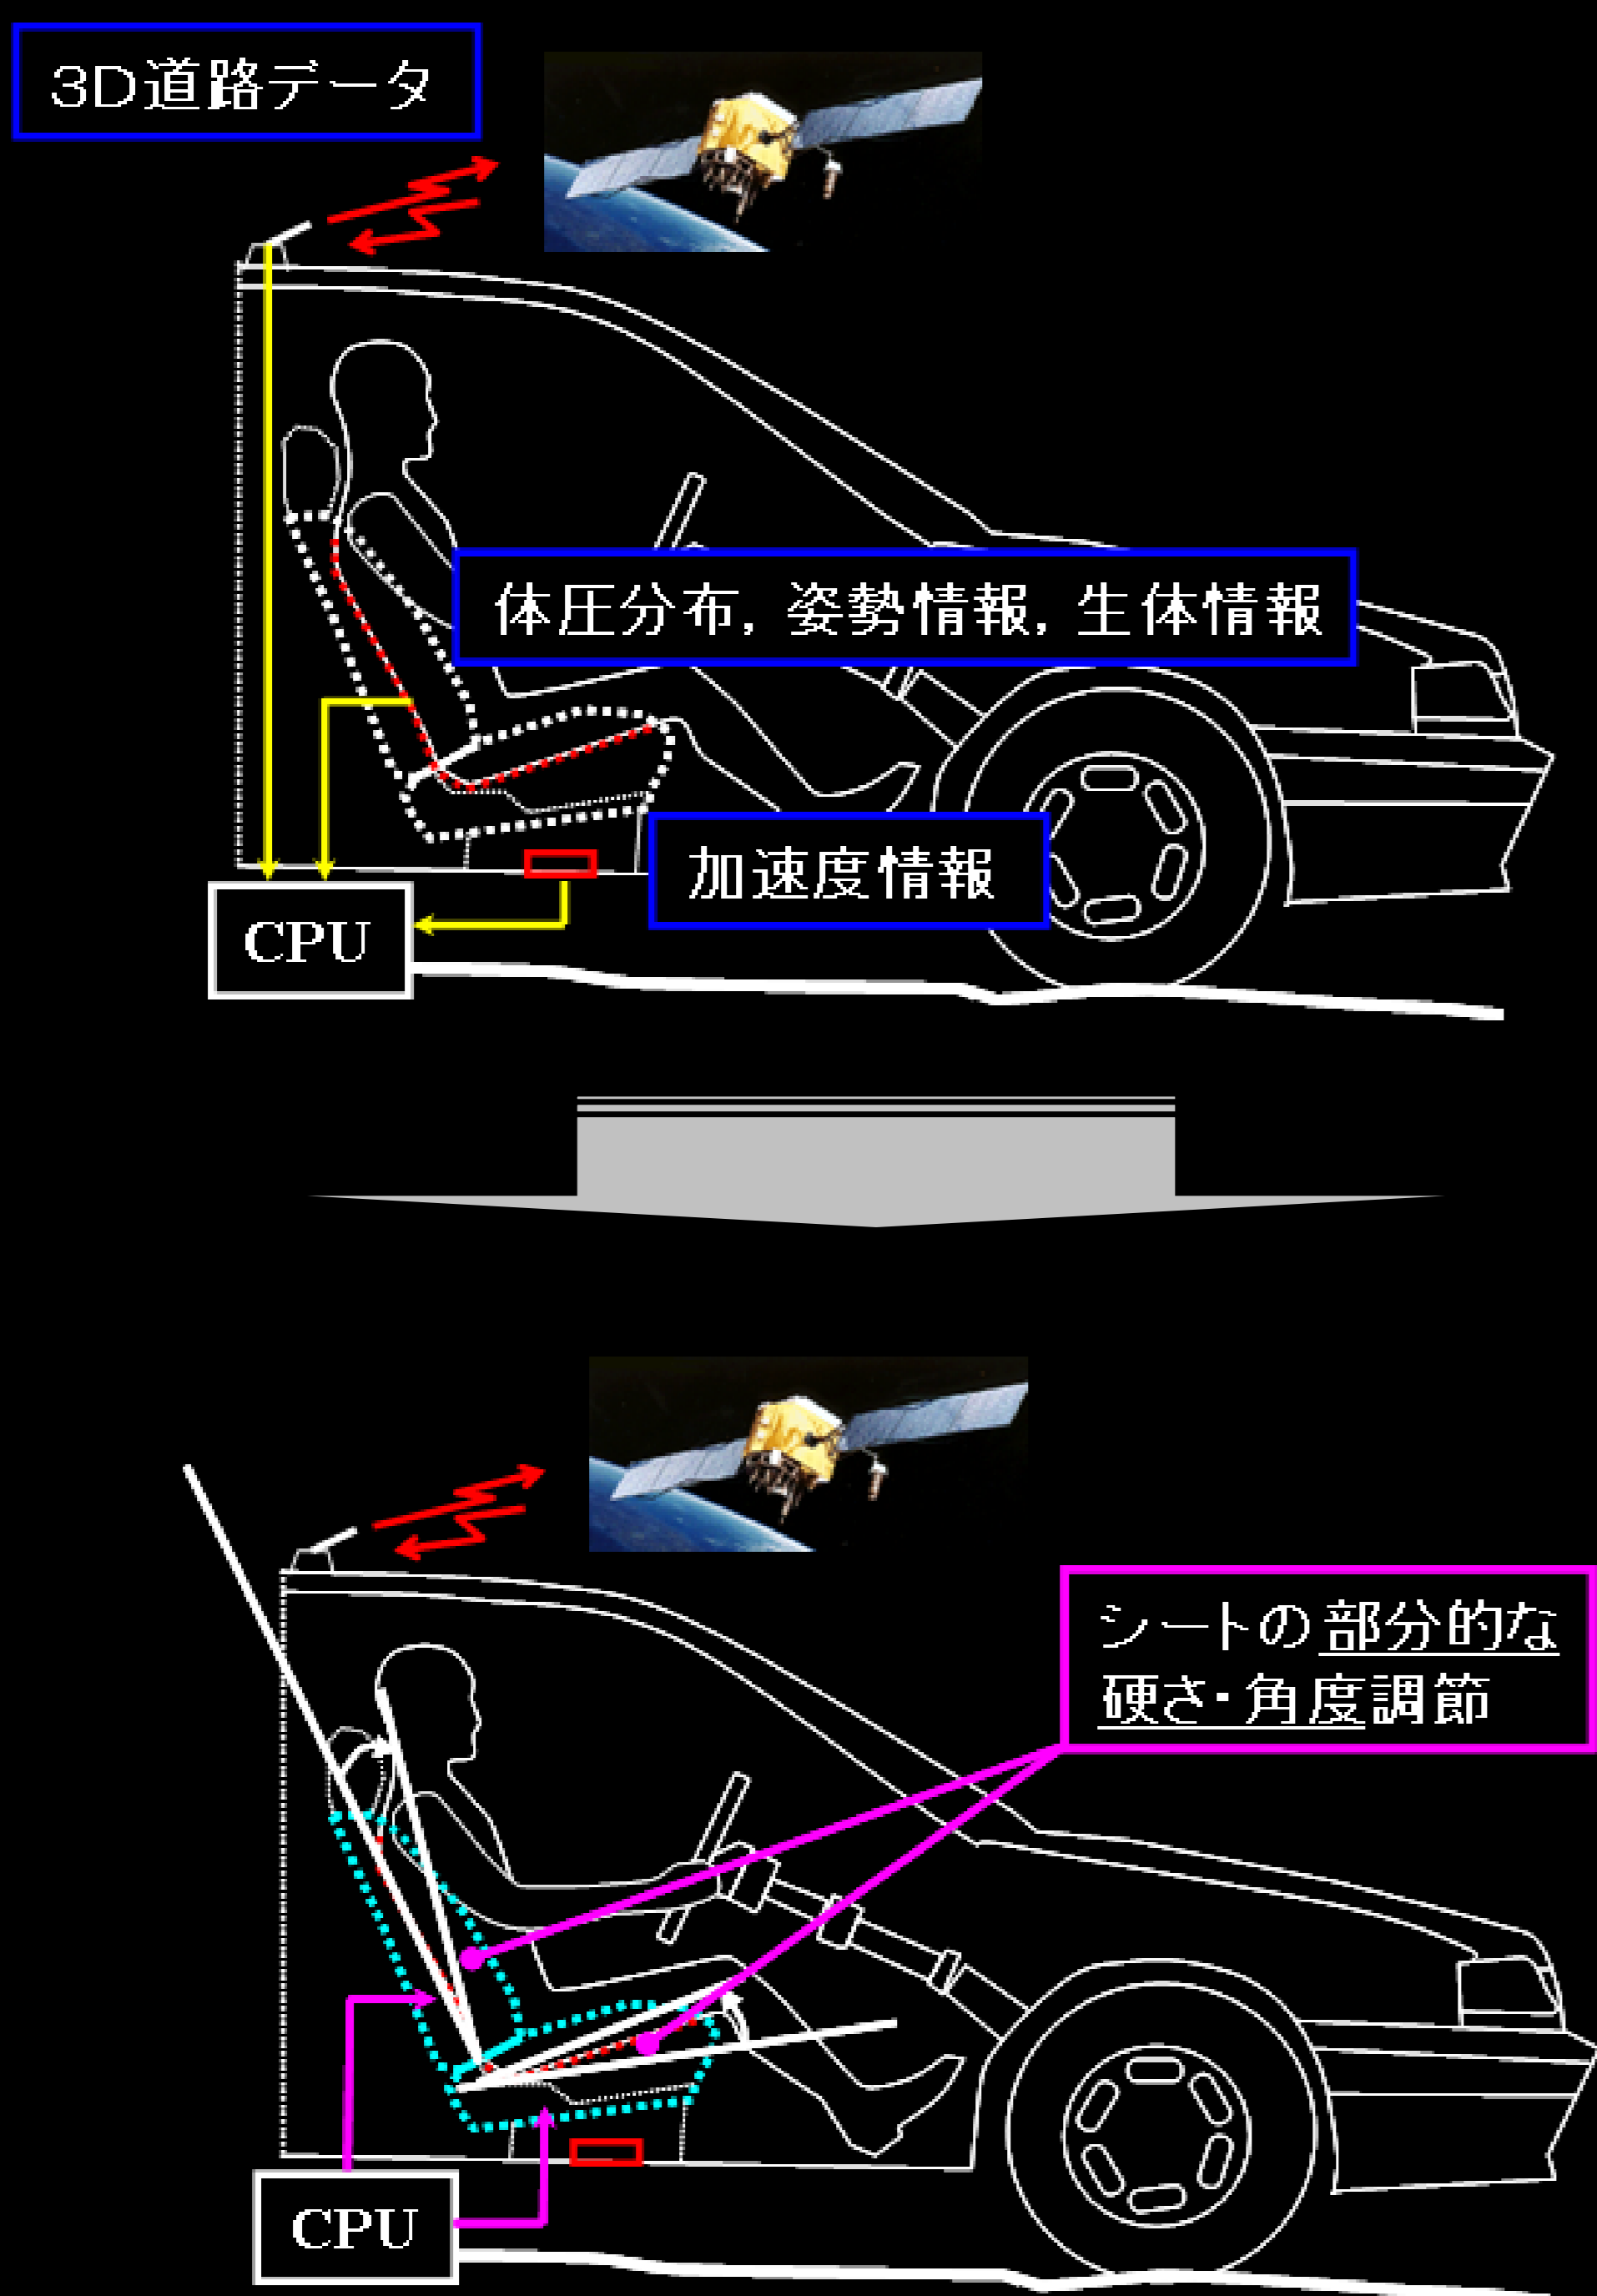 3D道路データ
体圧分布, 姿勢情報, 生体情報
加速度情報
CPU
シートの部分的な
硬さ・角度調節
CPU